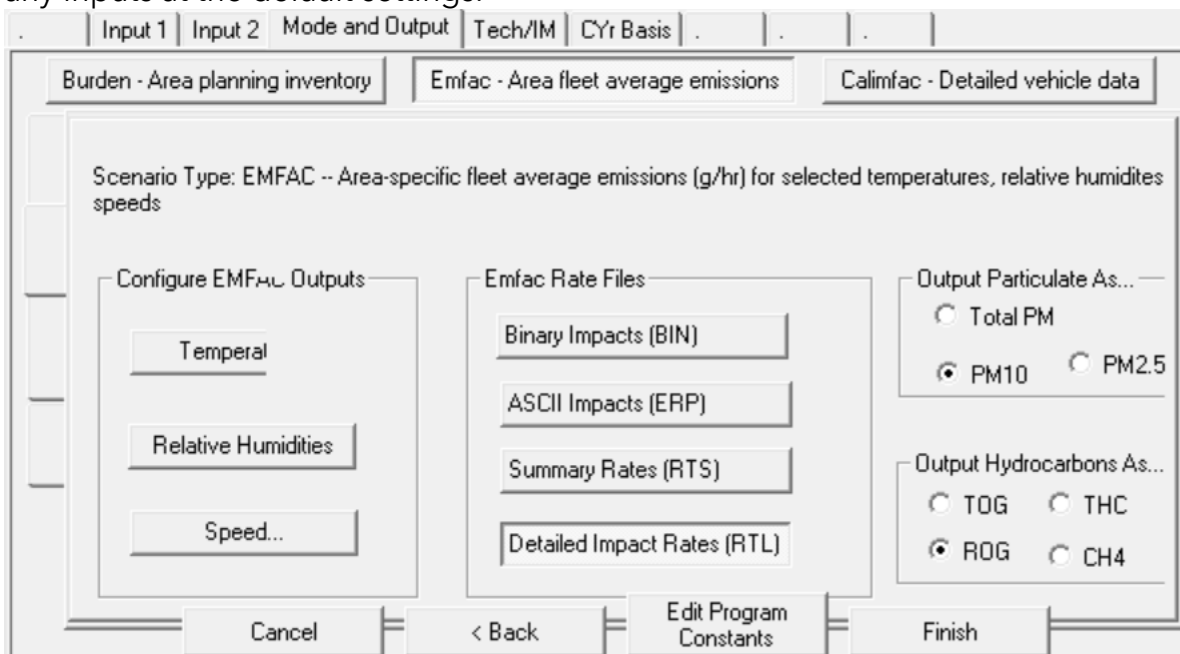 any inputs at the default settings.
. Input 1 Input 2 Mode and Output Tech/IM CYr Basis . . .
Burden - Area planning inventory Emfac - Area fleet average emissions Calimfac - Detailed vehicle data
Scenario Type: EMFAC -- Area-specific fleet average emissions (g/hr) for selected temperatures, relative humidites
speeds
Configure EMFAC Outputs
Temperat
Relative Humidities
Speed...
Emfac Rate Files
Binary Impacts (BIN)
ASCII Impacts (ERP)
Summary Rates (RTS)
Detailed Impact Rates (RTL)
Output Particulate As...
Total PM
PM10 PM2.5
Output Hydrocarbons As...
TOG THC
ROG CH4
Cancel < Back Edit Program Constants Finish